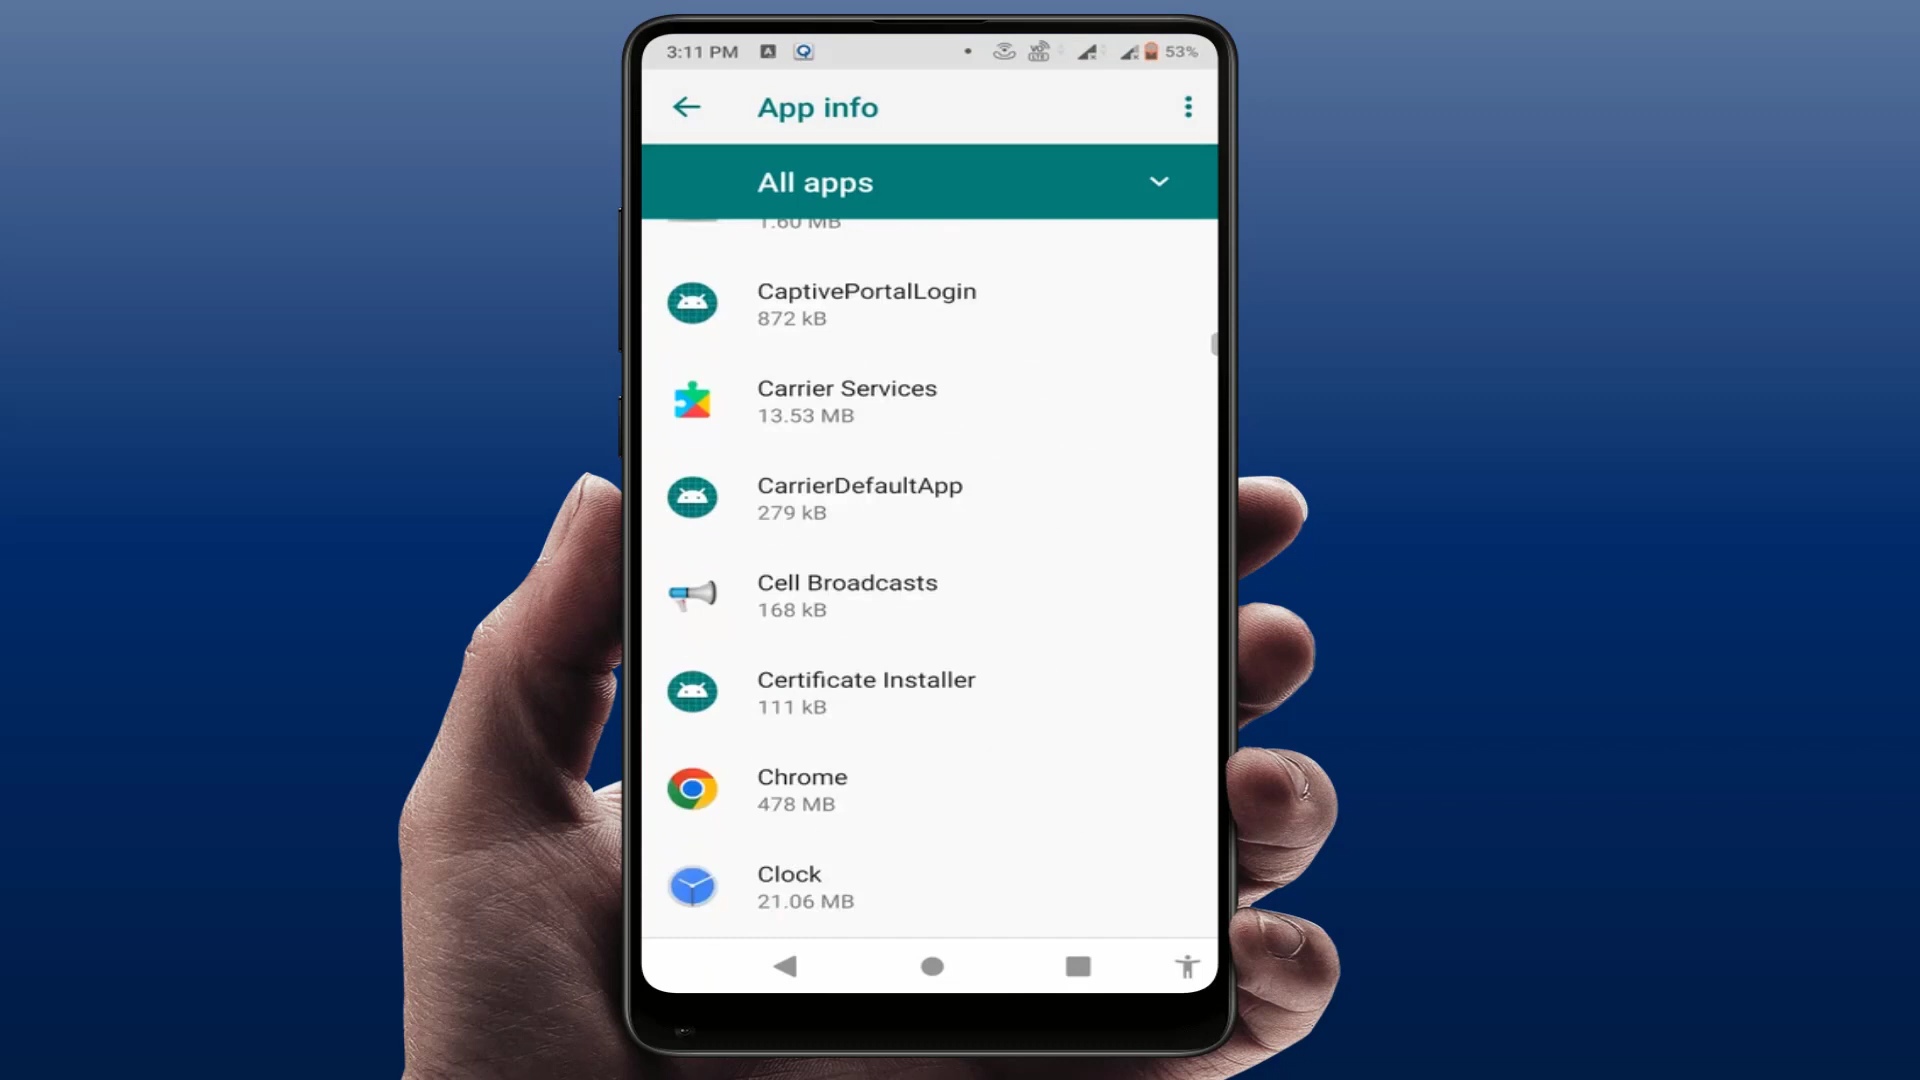 3:11 PM
53%
App info
All apps
1.60 MB
CaptivePortalLogin
872 kB
Carrier Services
13.53 MB
CarrierDefaultApp
279 kB
Cell Broadcasts
168 kB
Certificate Installer
111 kB
Chrome
478 MB
Clock
21.06 MB